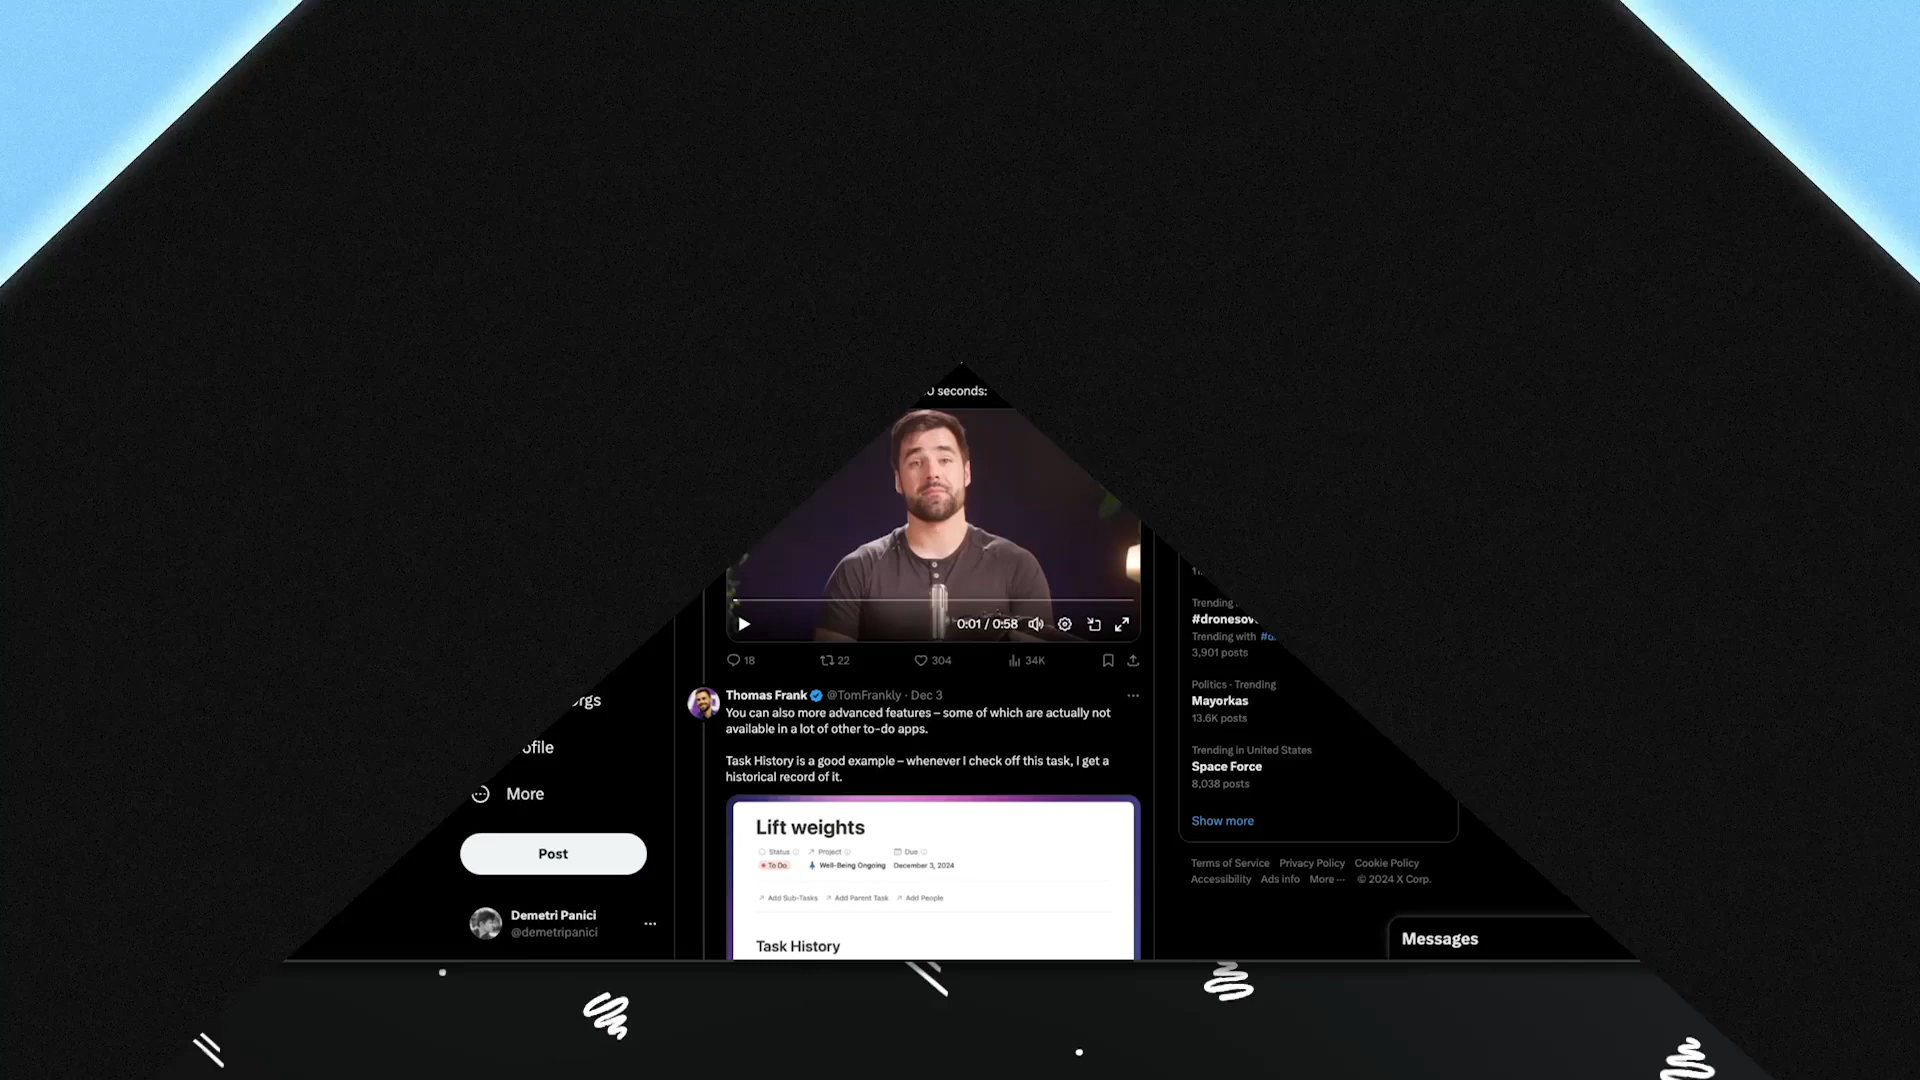 seconds:
0:01 / 0:58
18
22
304
34K
Thomas Frank @TomFrankly · Dec 3
You can also more advanced features – some of which are actually not
available in a lot of other to-do apps.
Task History is a good example – whenever I check off this task, I get a
historical record of it.
Lift weights
Status
Project
Due
To Do
Well-Being Ongoing
December 3, 2024
Add Sub-Tasks
Add Parent Task
Add People
Task History
More
Post
Demetri Panici
@demetripanici
Trending
Trending with
3,901 posts
Politics · Trending
Mayorkas
13.6K posts
Trending in United States
Space Force
8,038 posts
Show more
Terms of Service Privacy Policy Cookie Policy
Accessibility Ads info More ··· © 2024 X Corp.
Messages